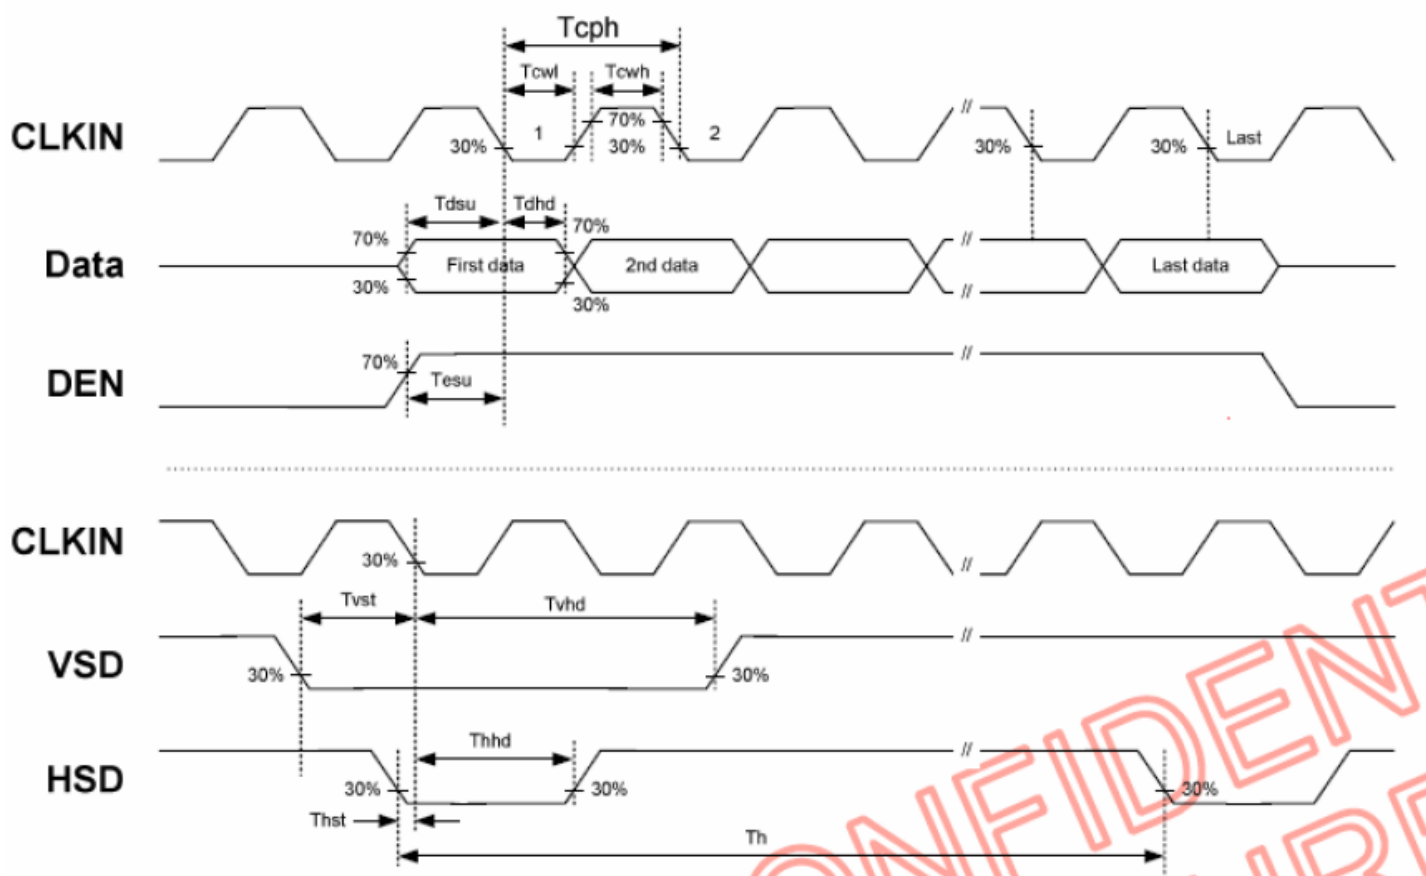 Tcph
Tcwl Tcwh
CLKIN 30% 1 70% 30% 2 // 30% 30% Last
Tdsu Tdhd
Data 70% 30% First data 70% 30% 2nd data // // Last data
DEN 70% Tesu //
CLKIN 30% //
Tvst Tvhd
VSD 30% 30% //
Thhd
HSD 30% 30% // 30%
Thst
Th